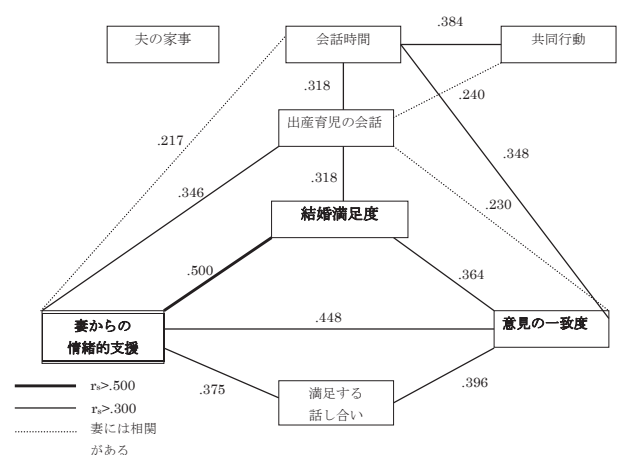 .384
夫の家事
会話時間
共同行動
.318
.240
出産育児の会話
.217
.348
.346
.318
.230
結婚満足度
.500
.364
妻からの
情緒的支援
.448
意見の一致度
.375
.396
満足する
話し合い
rs>.500
rs>.300
妻には相関
がある